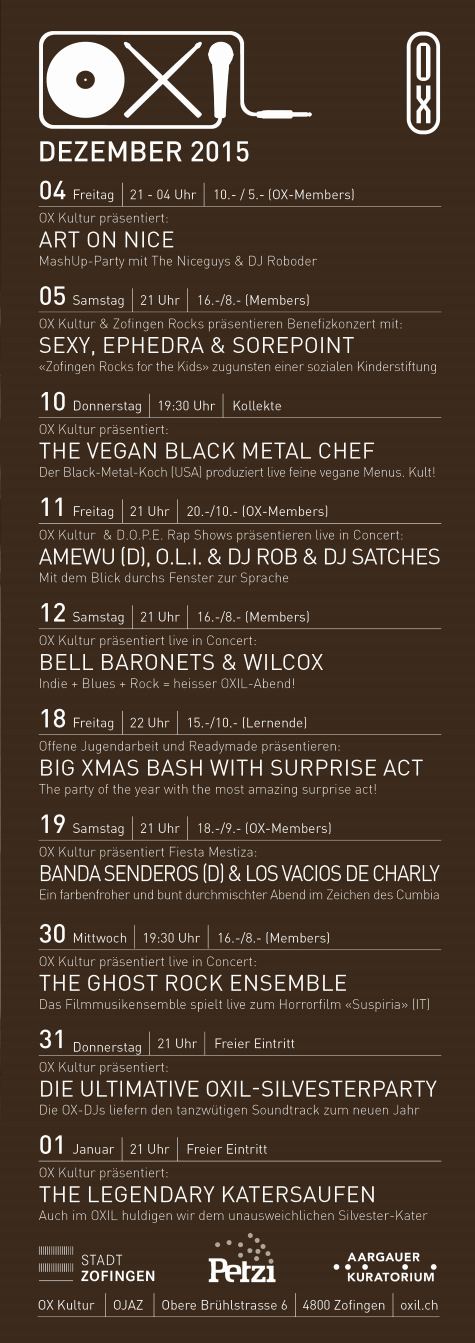 OXIL
OX
DEZEMBER 2015
04 Freitag | 21 - 04 Uhr | 10.- / 5.- (OX-Members)
OX Kultur präsentiert:
ART ON NICE
MashUp-Party mit The Niceguys & DJ Roboder
05 Samstag | 21 Uhr | 16.-/8.- (Members)
OX Kultur & Zofingen Rocks präsentieren Benefizkonzert mit:
SEXY, EPHEDRA & SOREPOINT
«Zofingen Rocks for the Kids» zugunsten einer sozialen Kinderstiftung
10 Donnerstag | 19:30 Uhr | Kollekte
OX Kultur präsentiert:
THE VEGAN BLACK METAL CHEF
Der Black-Metal-Koch (USA) produziert live feine vegane Menus. Kult!
11 Freitag | 21 Uhr | 20.-/10.- (OX-Members)
OX Kultur & D.O.P.E. Rap Shows präsentieren live in Concert:
AMEWU (D), O.L.I. & DJ ROB & DJ SATCHES
Mit dem Blick durchs Fenster zur Sprache
12 Samstag | 21 Uhr | 16.-/8.- (Members)
OX Kultur präsentiert live in Concert:
BELL BARONETS & WILCOX
Indie + Blues + Rock = heisser OXIL-Abend!
18 Freitag | 22 Uhr | 15.-/10.- (Lernende)
Offene Jugendarbeit und Readymade präsentieren:
BIG XMAS BASH WITH SURPRISE ACT
The party of the year with the most amazing surprise act!
19 Samstag | 21 Uhr | 18.-/9.- (OX-Members)
OX Kultur präsentiert Fiesta Mestiza:
BANDA SENDEROS (D) & LOS VACIOS DE CHARLY
Ein farbenfroher und bunt durchmischter Abend im Zeichen des Cumbia
30 Mittwoch | 19:30 Uhr | 16.-/8.- (Members)
OX Kultur präsentiert live in Concert:
THE GHOST ROCK ENSEMBLE
Das Filmmusikensemble spielt live zum Horrorfilm «Suspiria» (IT)
31 Donnerstag | 21 Uhr | Freier Eintritt
OX Kultur präsentiert:
DIE ULTIMATIVE OXIL-SILVESTERPARTY
Die OX-DJs liefern den tanzwütigen Soundtrack zum neuen Jahr
01 Januar | 21 Uhr | Freier Eintritt
OX Kultur präsentiert:
THE LEGENDARY KATERSAUFEN
Auch im OXIL huldigen wir dem unausweichlichen Silvester-Kater
STADT
ZOFINGEN
Petzi
AARGAUER
KURATORIUM
OX Kultur | OJAZ | Obere Brühlstrasse 6 | 4800 Zofingen | oxil.ch